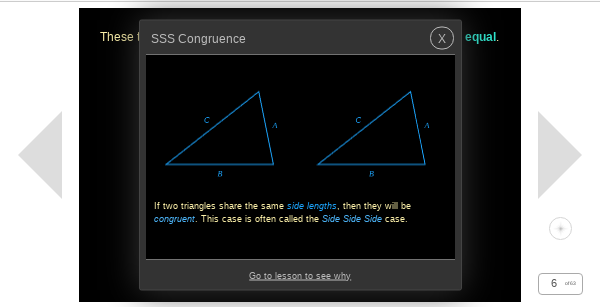 These
equal.
SSS Congruence
X
C
A
B
C
A
B
If two triangles share the same side lengths, then they will be
congruent. This case is often called the Side Side Side case.
Go to lesson to see why
6 of 63